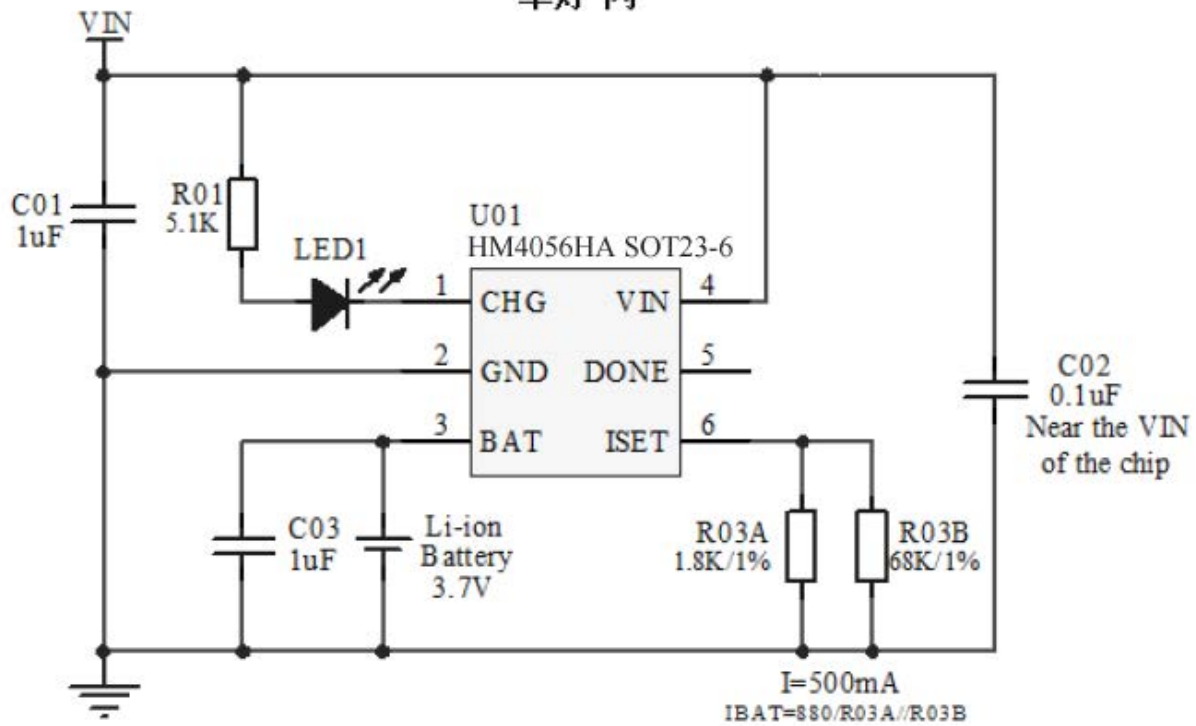 VIN
C01
1uF
R01
5.1K
LED1
U01
HM4056HA SOT23-6
1
CHG
VIN
4
2
GND
DONE
5
3
BAT
ISET
6
C02
0.1uF
Near the VIN
of the chip
C03
1uF
Li-ion
Battery
3.7V
R03A
1.8K/1%
R03B
68K/1%
I=500mA
IBAT=880/R03A//R03B